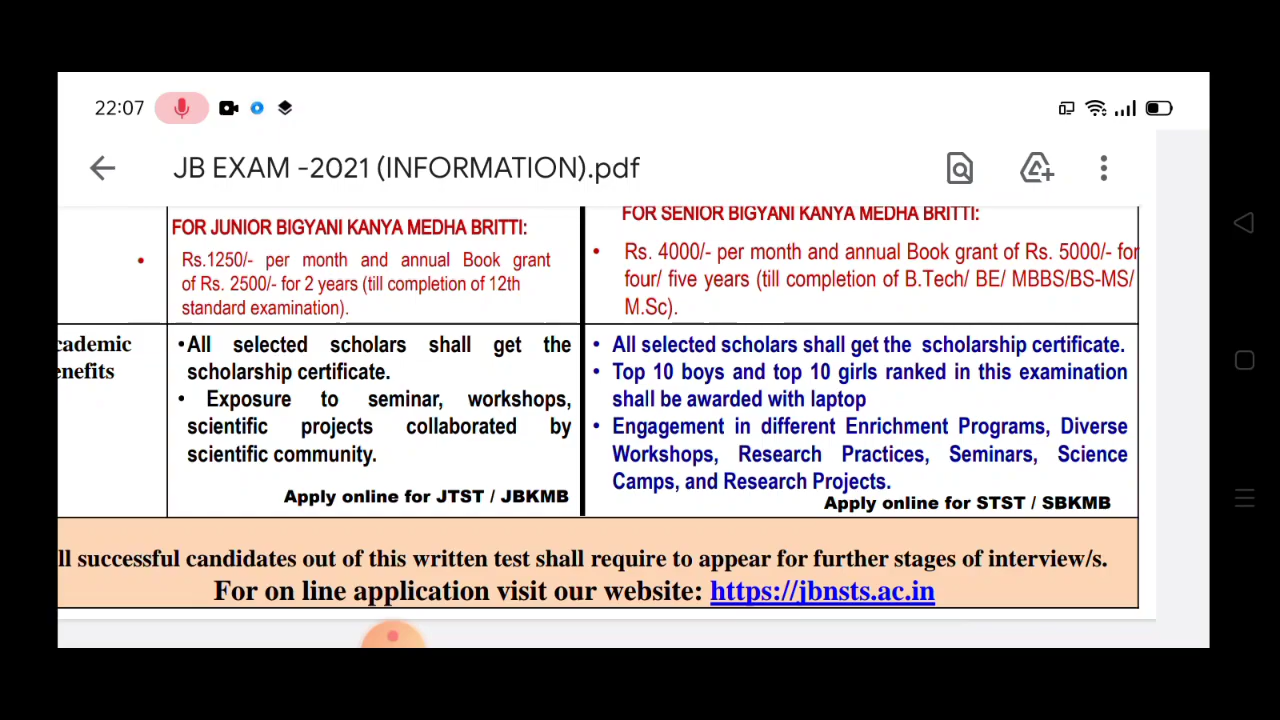 22:07
JB EXAM -2021 (INFORMATION).pdf
FOR JUNIOR BIGYANI KANYA MEDHA BRITTI:
• Rs.1250/- per month and annual Book grant
of Rs. 2500/- for 2 years (till completion of 12th
standard examination).
FOR SENIOR BIGYANI KANYA MEDHA BRITTI:
• Rs. 4000/- per month and annual Book grant of Rs. 5000/- for
four/ five years (till completion of B.Tech/ BE/ MBBS/BS-MS/
M.Sc).
cademic
enefits
•All selected scholars shall get the
scholarship certificate.
• Exposure to seminar, workshops,
scientific projects collaborated by
scientific community.
Apply online for JTST / JBKMB
• All selected scholars shall get the scholarship certificate.
• Top 10 boys and top 10 girls ranked in this examination
shall be awarded with laptop
• Engagement in different Enrichment Programs, Diverse
Workshops, Research Practices, Seminars, Science
Camps, and Research Projects.
Apply online for STST / SBKMB
ll successful candidates out of this written test shall require to appear for further stages of interview/s.
For on line application visit our website: https://jbnsts.ac.in